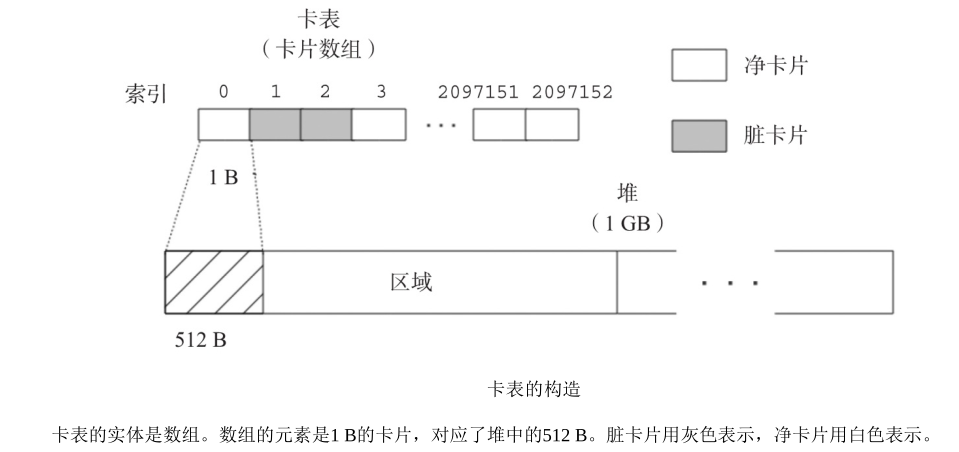 卡表
（卡片数组）
索引 0 1 2 3 2097151 2097152
净卡片
···
脏卡片
1 B
堆
（1 GB）
区域
···
512 B
卡表的构造
卡表的实体是数组。数组的元素是1 B的卡片，对应了堆中的512 B。脏卡片用灰色表示，净卡片用白色表示。